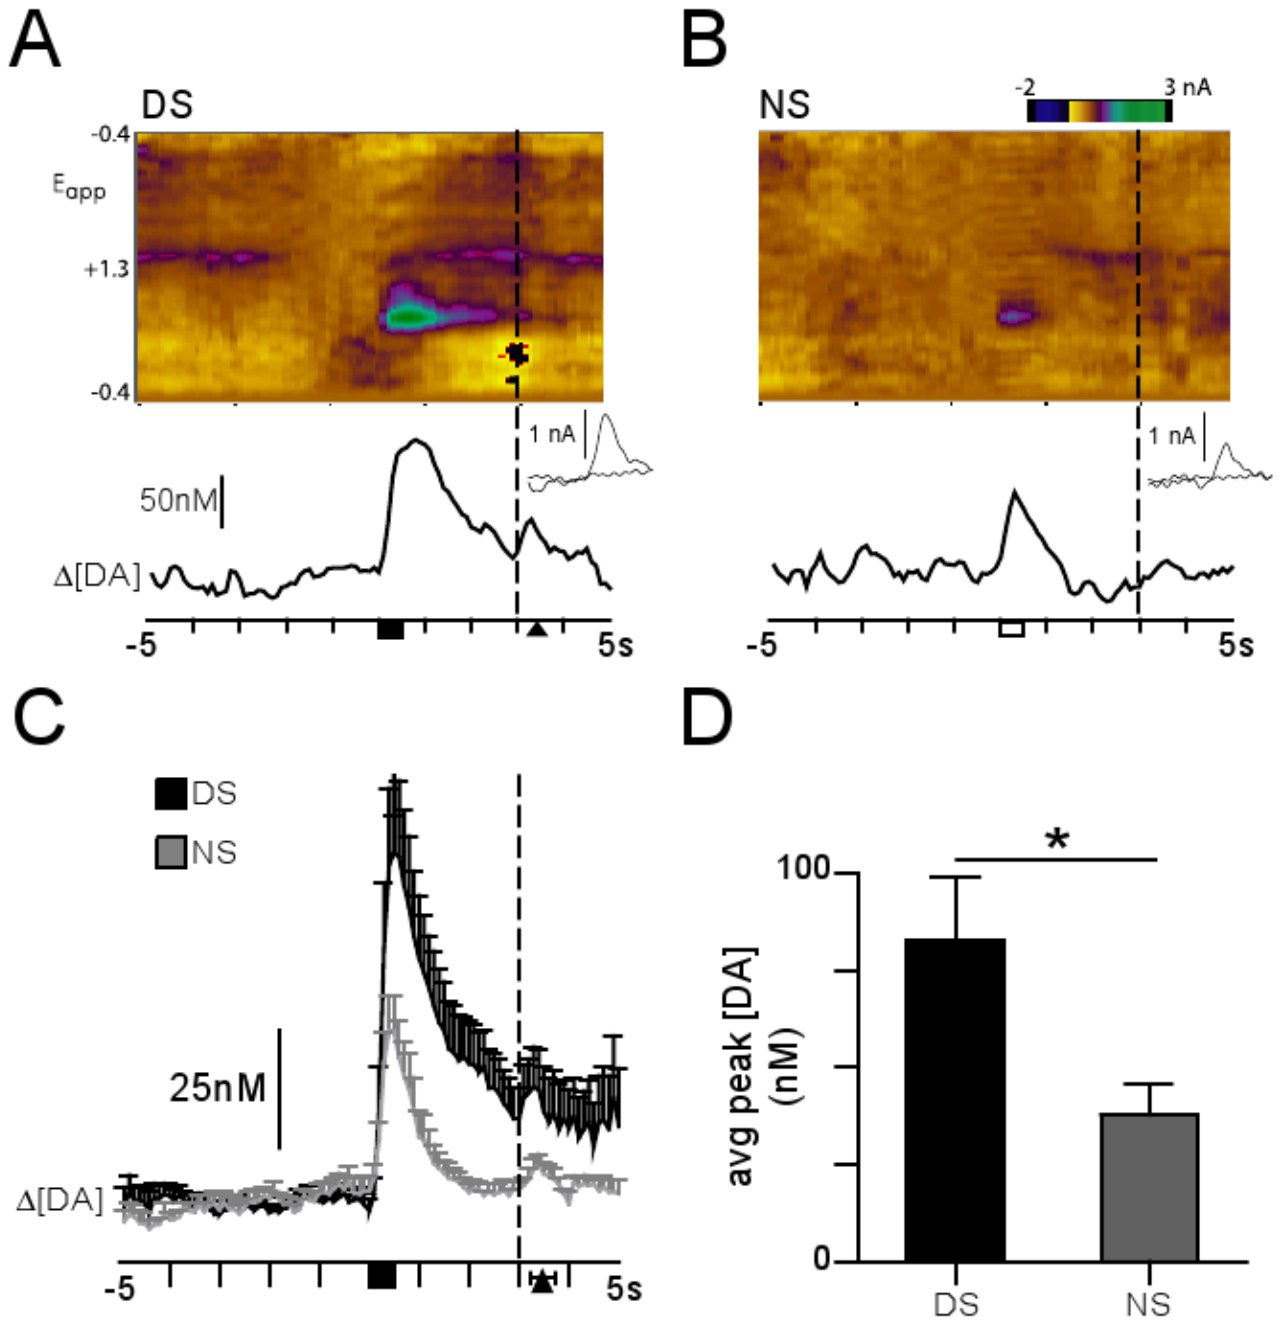 A
DS
-0.4
Eapp
+1.3
-0.4
1 nA
50nM
Δ[DA]
-5
5s
B
NS
-2
3 nA
1 nA
-5
5s
C
DS
NS
25nM
Δ[DA]
-5
5s
D
*
100
avg peak [DA]
(nM)
0
DS
NS